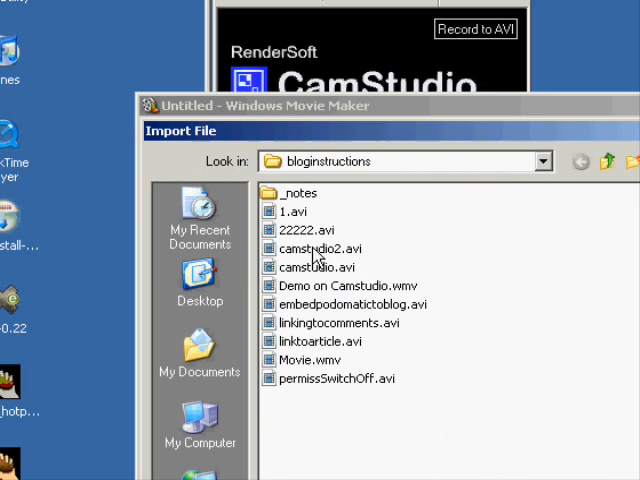 Record to AVI
RenderSoft
CamStudio
Untitled - Windows Movie Maker
Import File
Look in:
bloginstructions
_notes
1.avi
22222.avi
camstudio2.avi
camstudio.avi
Demo on Camstudio.wmv
embedpodomatictoblog.avi
linkingtocomments.avi
linktoarticle.avi
Movie.wmv
permissSwitchOff.avi
My Recent
Documents
Desktop
My Documents
My Computer
nes
kTime
yer
stall-...
-0.22
_hotp...